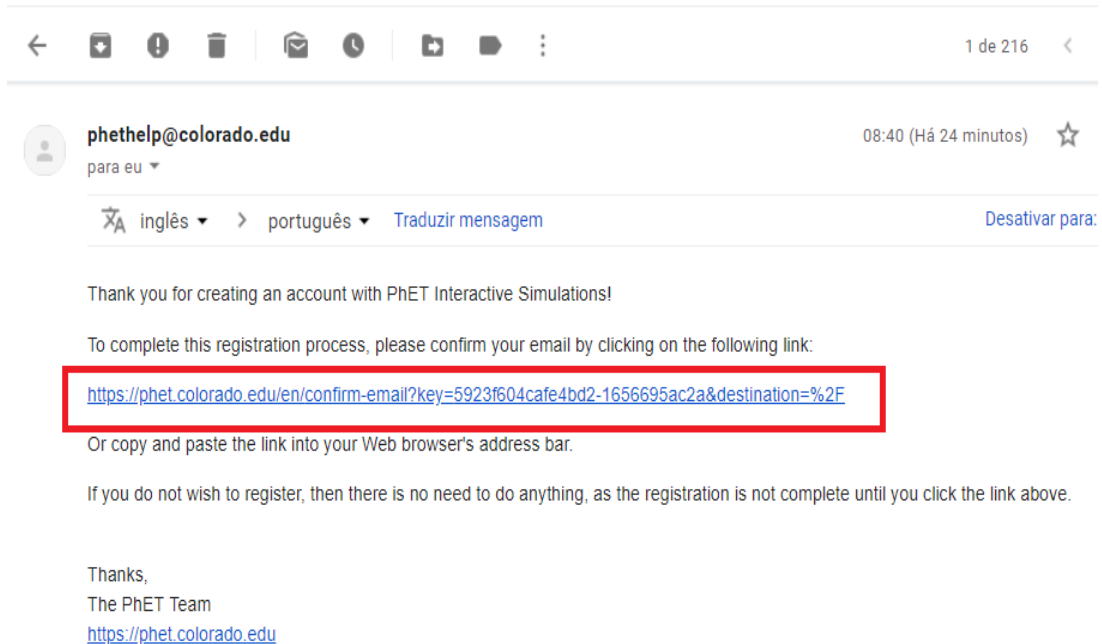 1 de 216
phethelp@colorado.edu
08:40 (Há 24 minutos)
para eu
inglês > português Traduzir mensagem
Desativar para:
Thank you for creating an account with PhET Interactive Simulations!
To complete this registration process, please confirm your email by clicking on the following link:
https://phet.colorado.edu/en/confirm-email?key=5923f604cafe4bd2-1656695ac2a&destination=%2F
Or copy and paste the link into your Web browser's address bar.
If you do not wish to register, then there is no need to do anything, as the registration is not complete until you click the link above.
Thanks,
The PhET Team
https://phet.colorado.edu